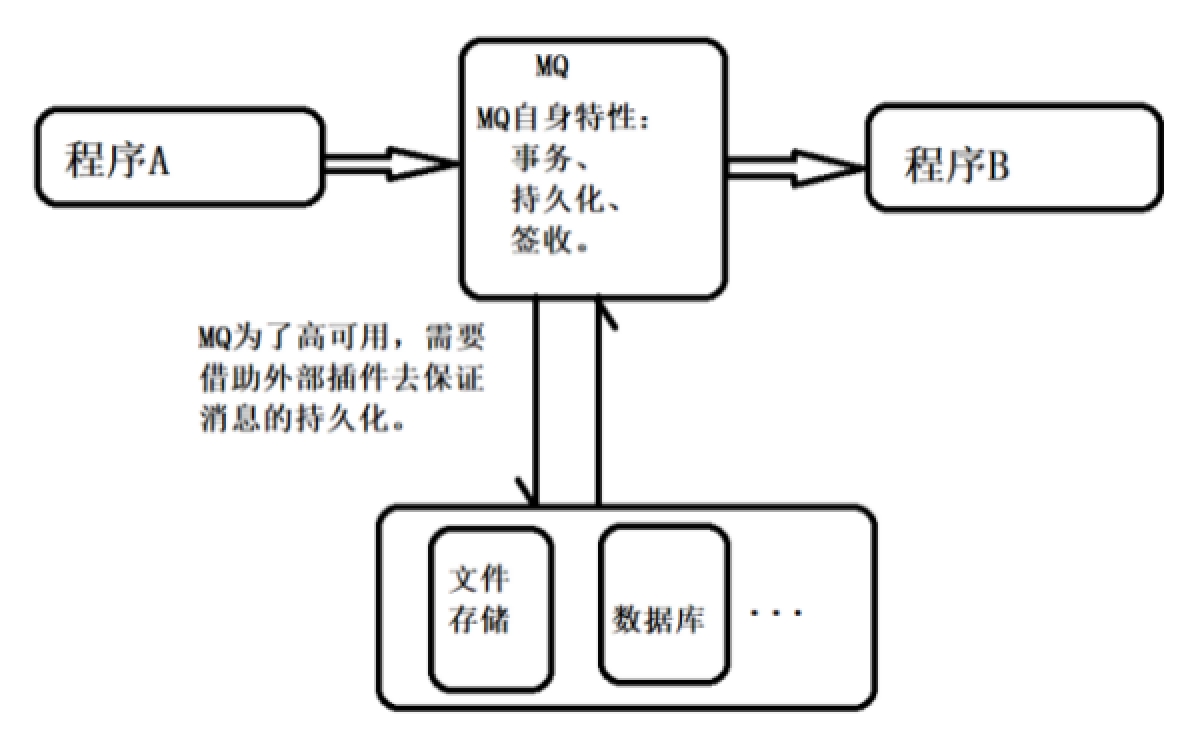 MQ
MQ自身特性：
事务、
持久化、
签收。
程序A
程序B
MQ为了高可用，需要
借助外部插件去保证
消息的持久化。
文件
存储
数据库
···